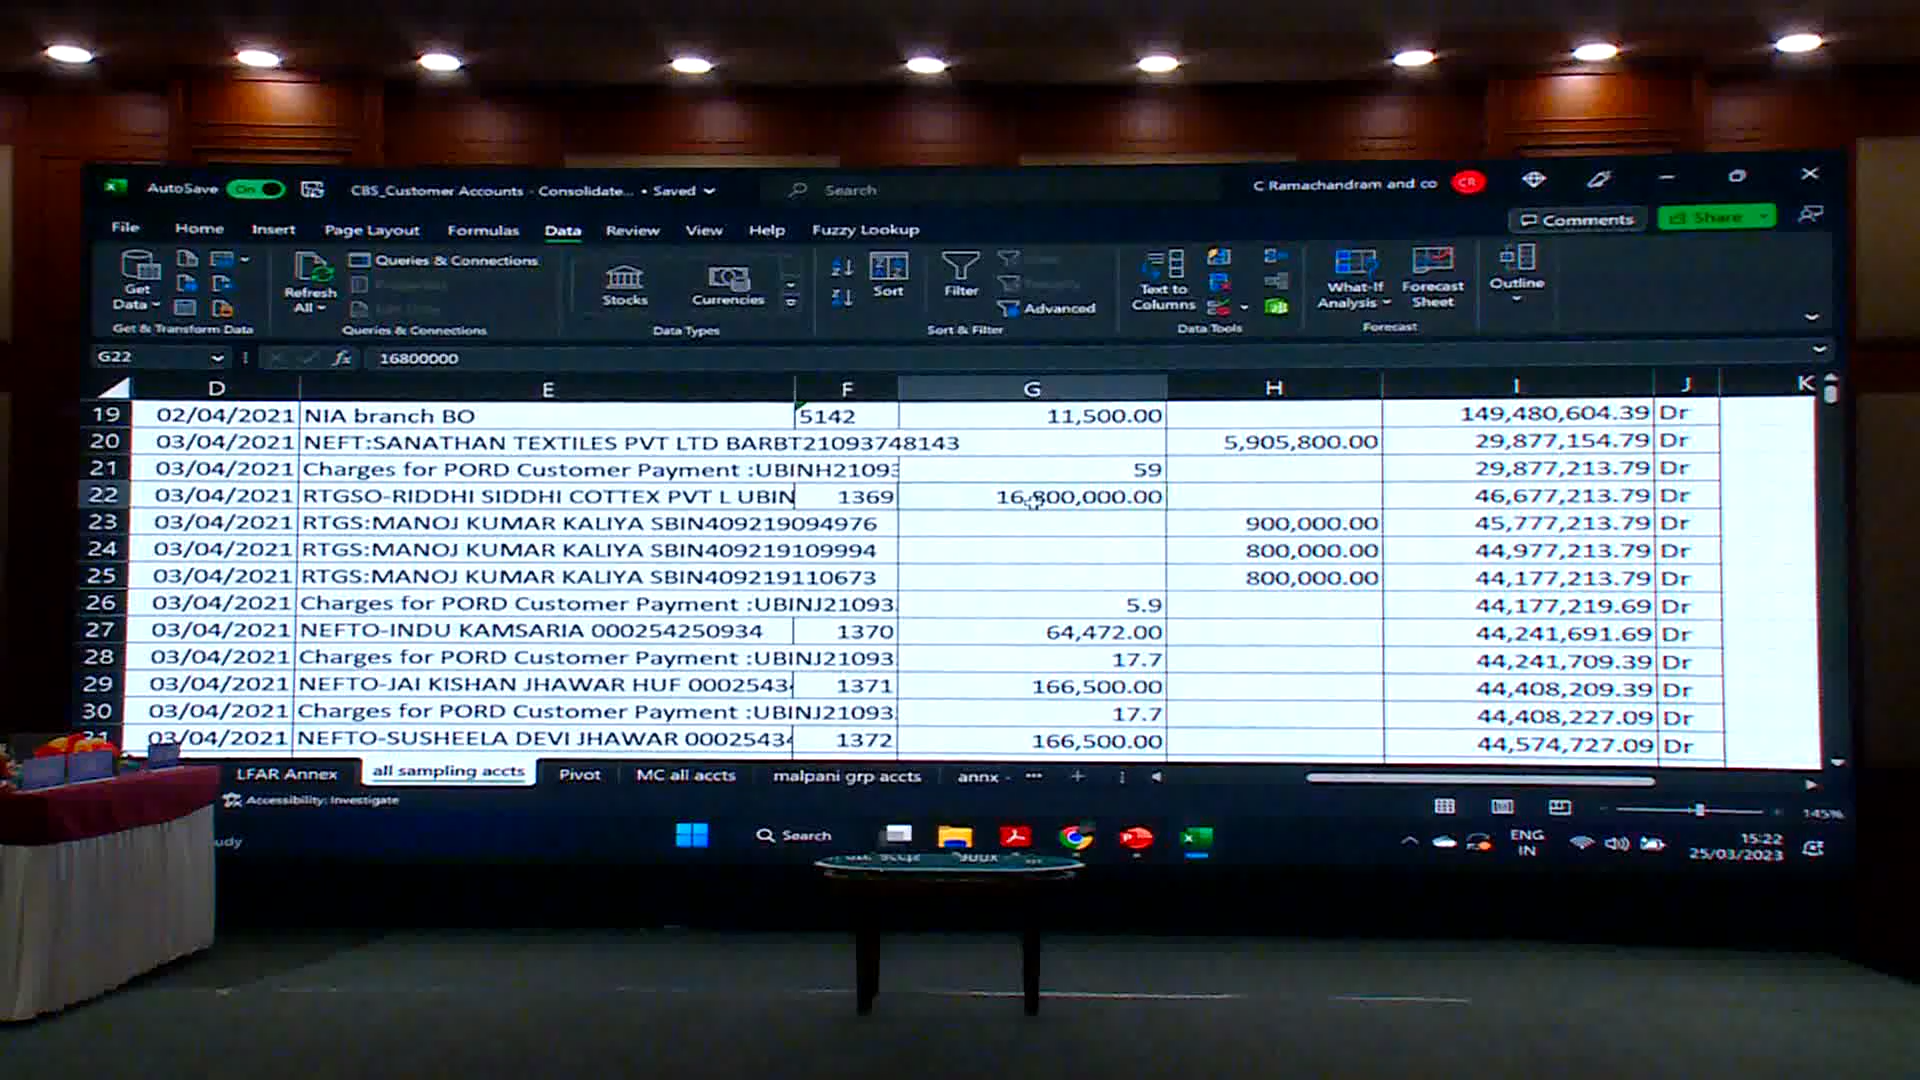 AutoSave On CBS_Customer Accounts - Consolidate... • Saved Search C Ramachandram and co CR
File Home Insert Page Layout Formulas Data Review View Help Fuzzy Lookup Comments Share
Get Data Refresh All Queries & Connections Stocks Currencies Sort Filter Advanced Text to Columns What-If Analysis Forecast Sheet Outline
Get & Transform Data Queries & Connections Data Types Sort & Filter Data Tools Forecast
G22 fx 16800000
D E F G H I J K
19 02/04/2021 NIA branch BO 5142 11,500.00 149,480,604.39 Dr
20 03/04/2021 NEFT:SANATHAN TEXTILES PVT LTD BARBT21093748143 5,905,800.00 29,877,154.79 Dr
21 03/04/2021 Charges for PORD Customer Payment :UBINH21093 59 29,877,213.79 Dr
22 03/04/2021 RTGSO-RIDDHI SIDDHI COTTEX PVT L UBIN 1369 16,800,000.00 46,677,213.79 Dr
23 03/04/2021 RTGS:MANOJ KUMAR KALIYA SBIN409219094976 900,000.00 45,777,213.79 Dr
24 03/04/2021 RTGS:MANOJ KUMAR KALIYA SBIN409219109994 800,000.00 44,977,213.79 Dr
25 03/04/2021 RTGS:MANOJ KUMAR KALIYA SBIN409219110673 800,000.00 44,177,213.79 Dr
26 03/04/2021 Charges for PORD Customer Payment :UBINJ21093 5.9 44,177,219.69 Dr
27 03/04/2021 NEFTO-INDU KAMSARIA 000254250934 1370 64,472.00 44,241,691.69 Dr
28 03/04/2021 Charges for PORD Customer Payment :UBINJ21093 17.7 44,241,709.39 Dr
29 03/04/2021 NEFTO-JAI KISHAN JHAWAR HUF 0002543 1371 166,500.00 44,408,209.39 Dr
30 03/04/2021 Charges for PORD Customer Payment :UBINJ21093 17.7 44,408,227.09 Dr
31 03/04/2021 NEFTO-SUSHEELA DEVI JHAWAR 0002543 1372 166,500.00 44,574,727.09 Dr
LFAR Annex all sampling accts Pivot MC all accts malpani grp accts annx
Accessibility: Investigate 145%
Search ENG IN 15:22 25/03/2023